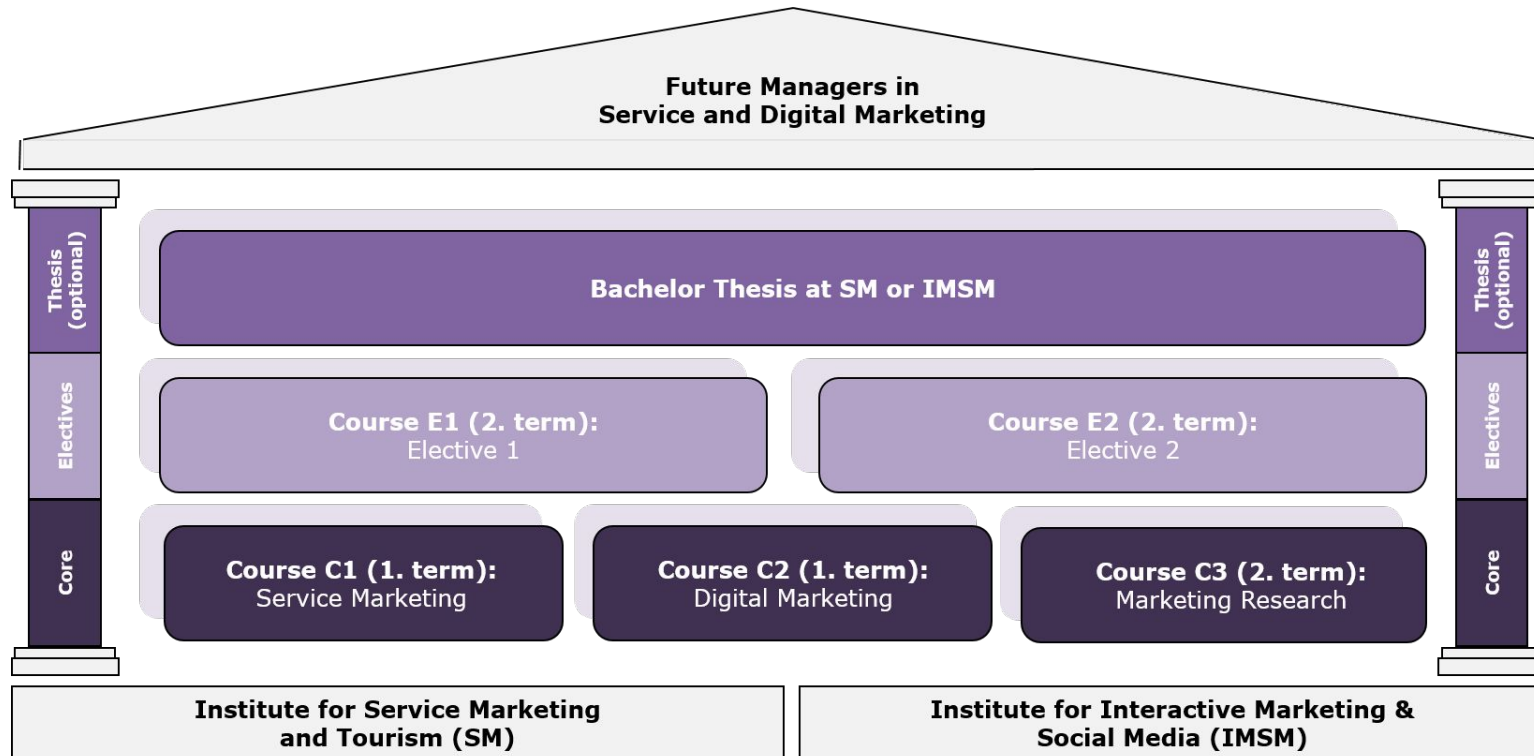 Future Managers in
Service and Digital Marketing
Thesis
(optional)
Bachelor Thesis at SM or IMSM
Thesis
(optional)
Electives
Course E1 (2. term):
Elective 1
Course E2 (2. term):
Elective 2
Electives
Core
Course C1 (1. term):
Service Marketing
Course C2 (1. term):
Digital Marketing
Course C3 (2. term):
Marketing Research
Core
Institute for Service Marketing
and Tourism (SM)
Institute for Interactive Marketing &
Social Media (IMSM)